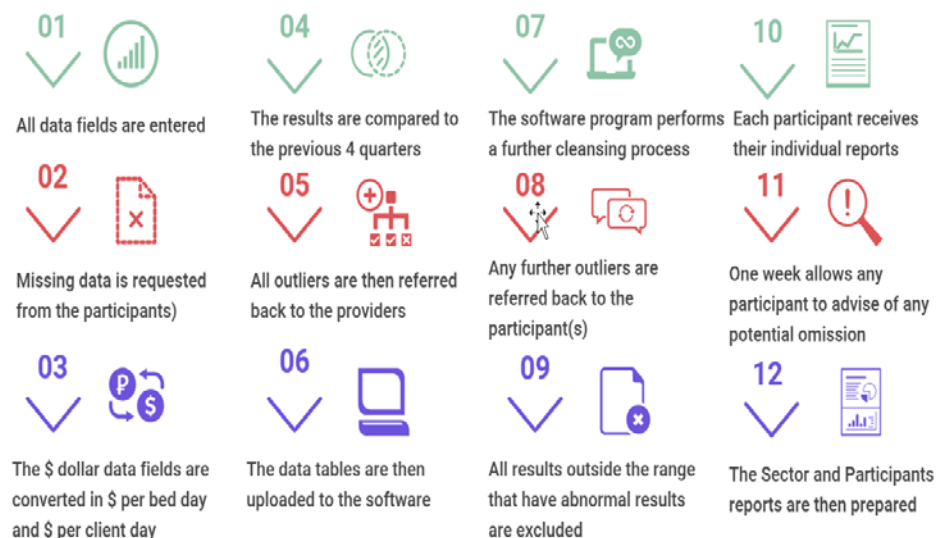 01
All data fields are entered
02
Missing data is requested
from the participants)
03
The $ dollar data fields are
converted in $ per bed day
and $ per client day
04
The results are compared to
the previous 4 quarters
05
All outliers are then referred
back to the providers
06
The data tables are then
uploaded to the software
07
The software program performs
a further cleansing process
08
Any further outliers are
referred back to the
participant(s)
09
All results outside the range
that have abnormal results
are excluded
10
Each participant receives
their individual reports
11
One week allows any
participant to advise of any
potential omission
12
The Sector and Participants
reports are then prepared